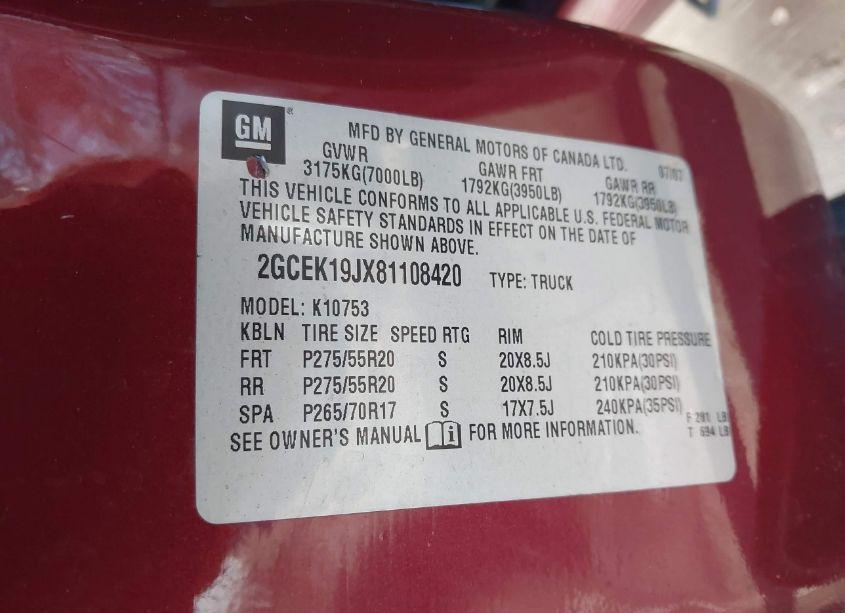 GM ®
MFD BY GENERAL MOTORS OF CANADA LTD. 07/07
GVWR GAWR FRT GAWR RR
3175KG(7000LB) 1792KG(3950LB) 1792KG(3950LB)
THIS VEHICLE CONFORMS TO ALL APPLICABLE U.S. FEDERAL MOTOR
VEHICLE SAFETY STANDARDS IN EFFECT ON THE DATE OF
MANUFACTURE SHOWN ABOVE.
2GCEK19JX81108420 TYPE: TRUCK
MODEL: K10753
KBLN TIRE SIZE SPEED RTG RIM COLD TIRE PRESSURE
FRT P275/55R20 S 20X8.5J 210KPA(30PSI)
RR P275/55R20 S 20X8.5J 210KPA(30PSI)
SPA P265/70R17 S 17X7.5J 240KPA(35PSI)
F 281 LB
T 694 LB
SEE OWNER'S MANUAL FOR MORE INFORMATION.